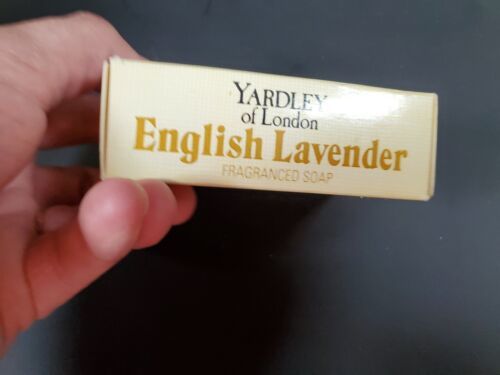 YARDLEY
of London
English Lavender
FRAGRANCED SOAP